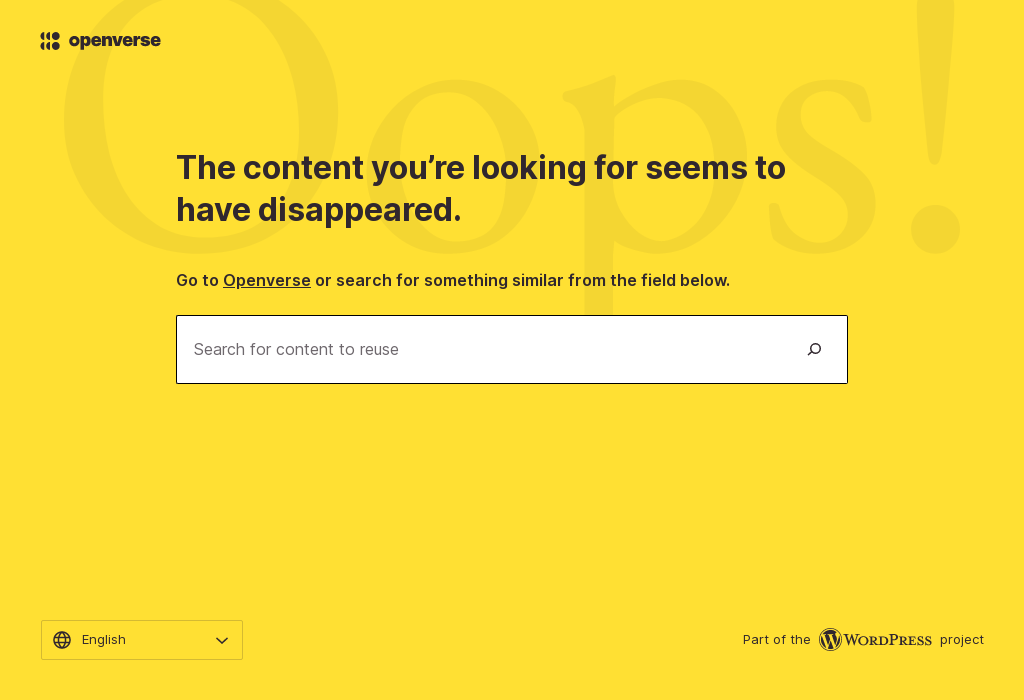 Oops!
openverse
The content you’re looking for seems to
have disappeared.
Go to Openverse or search for something similar from the field below.
Search for content to reuse
English
Part of the WordPress project